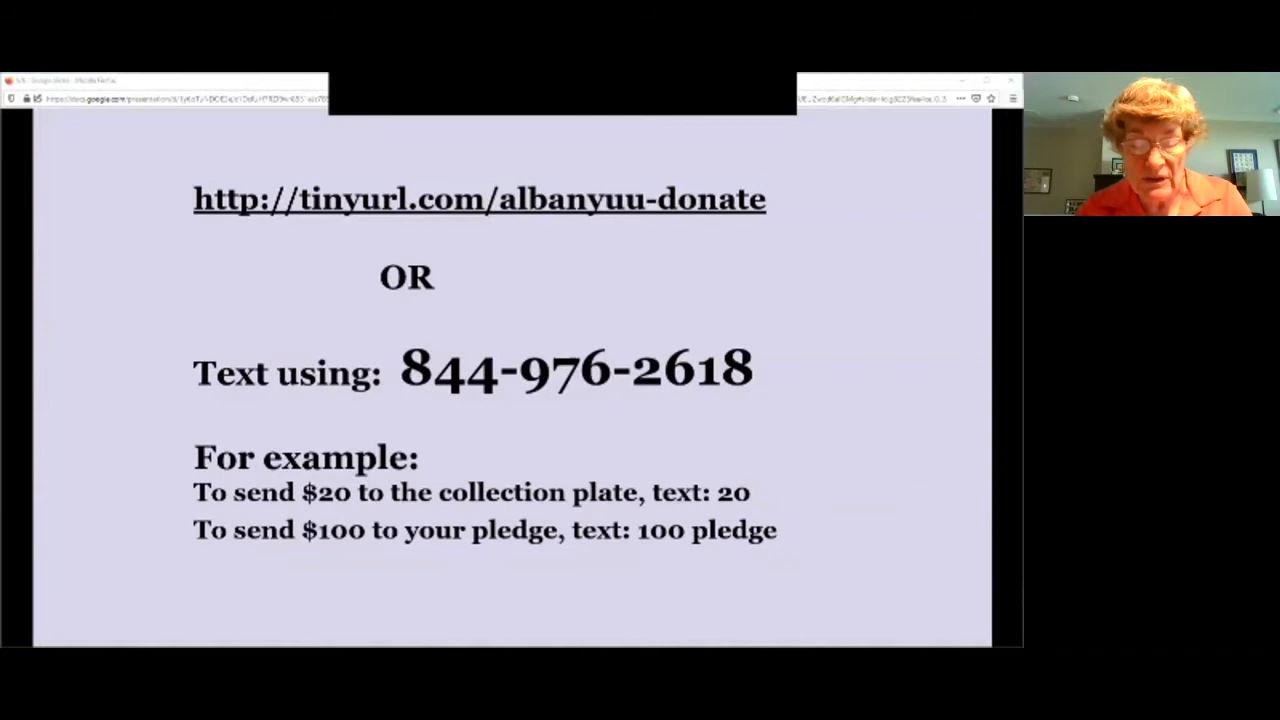 http://tinyurl.com/albanyuu-donate
OR
Text using: 844-976-2618
For example:
To send $20 to the collection plate, text: 20
To send $100 to your pledge, text: 100 pledge